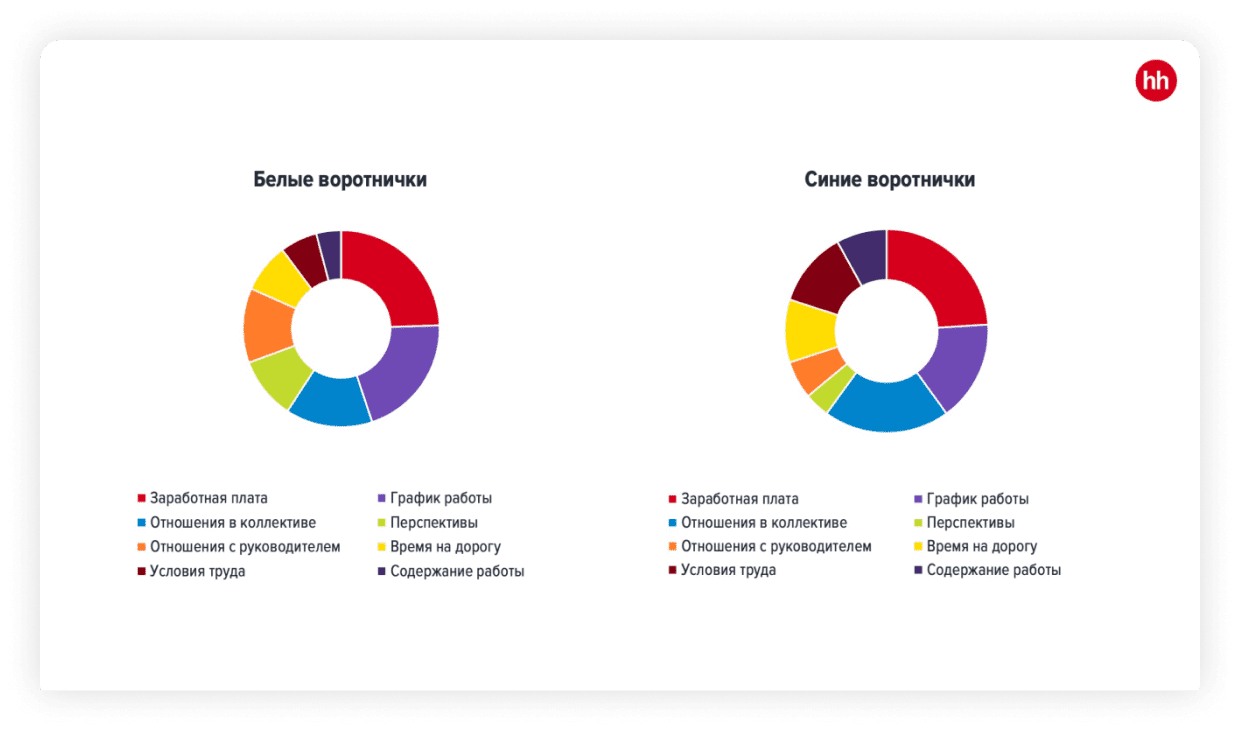 hh
Белые воротнички
Заработная плата
График работы
Отношения в коллективе
Перспективы
Отношения с руководителем
Время на дорогу
Условия труда
Содержание работы
Синие воротнички
Заработная плата
График работы
Отношения в коллективе
Перспективы
Отношения с руководителем
Время на дорогу
Условия труда
Содержание работы